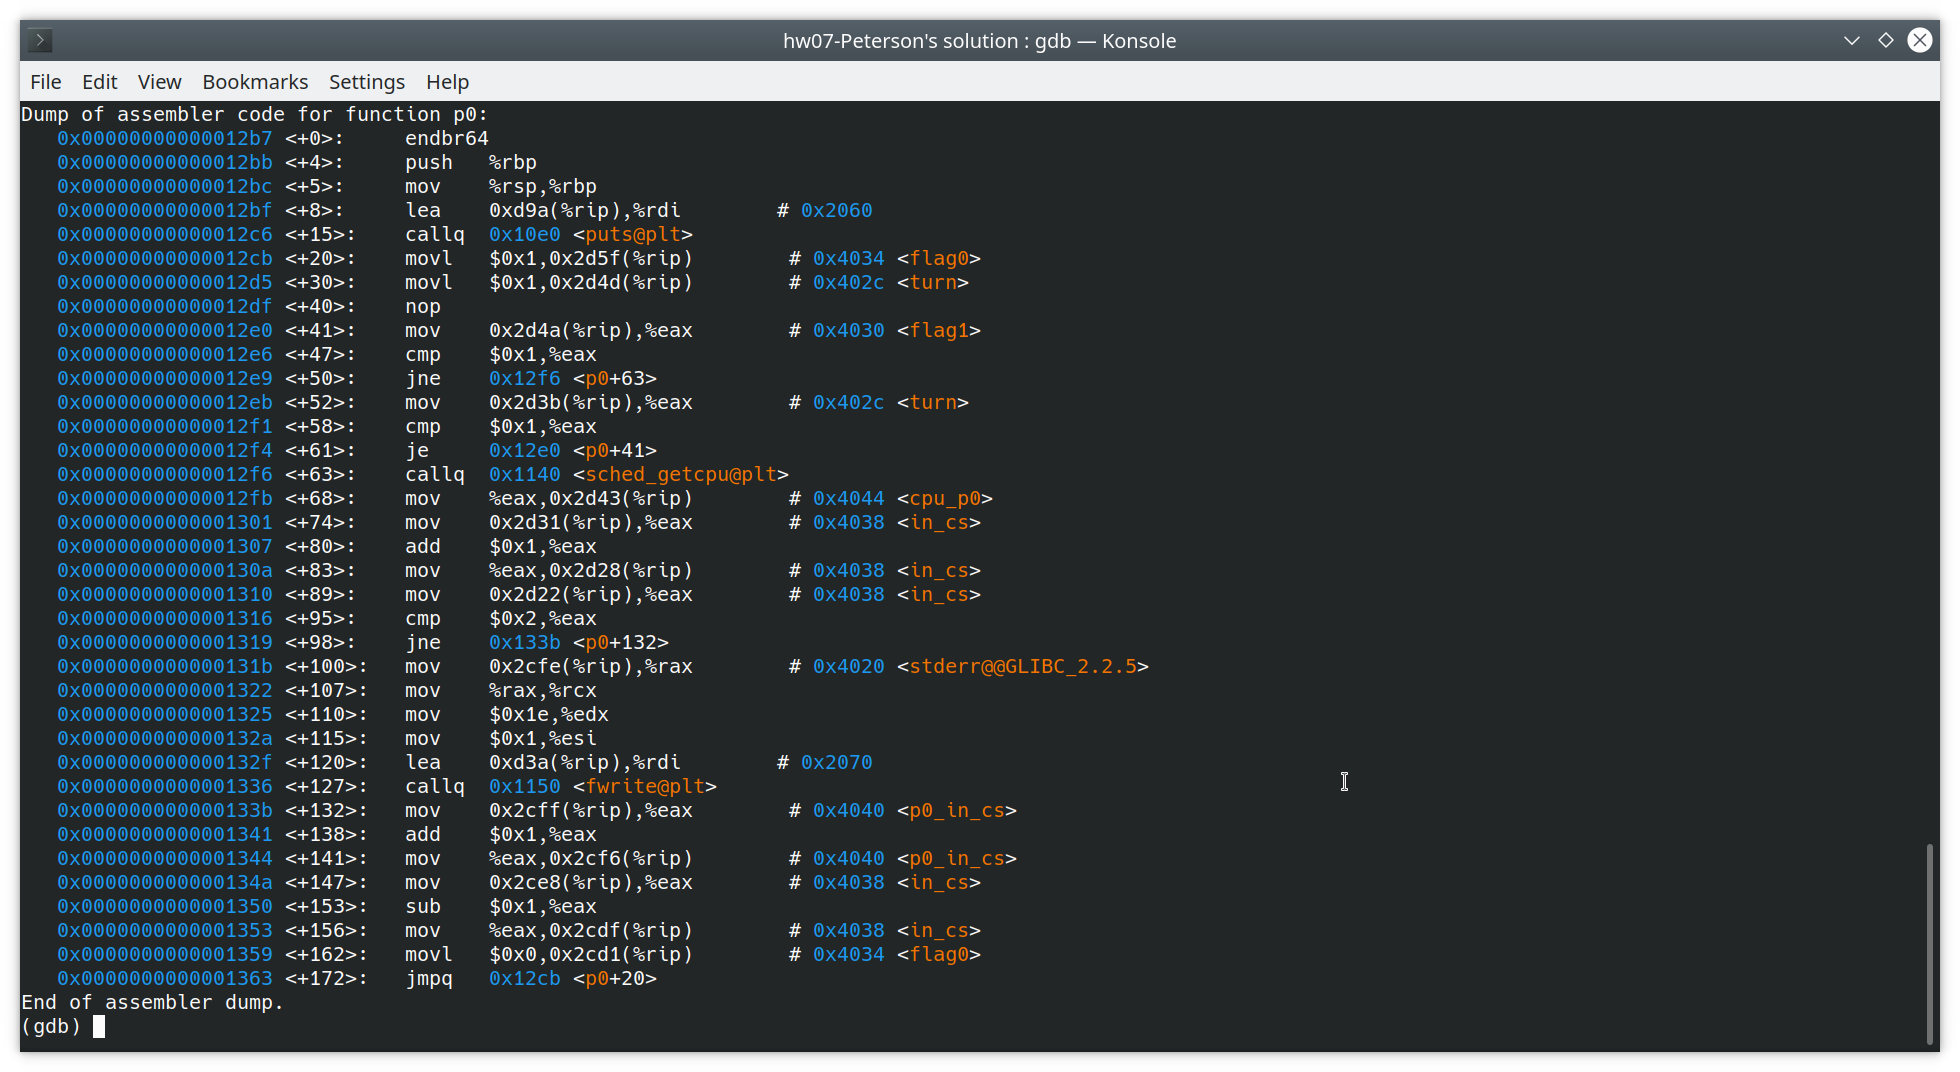 hw07-Peterson's solution : gdb — Konsole
File Edit View Bookmarks Settings Help
Dump of assembler code for function p0:
   0x00000000000012b7 <+0>:     endbr64
   0x00000000000012bb <+4>:     push   %rbp
   0x00000000000012bc <+5>:     mov    %rsp,%rbp
   0x00000000000012bf <+8>:     lea    0xd9a(%rip),%rdi        # 0x2060
   0x00000000000012c6 <+15>:    callq  0x10e0 <puts@plt>
   0x00000000000012cb <+20>:    movl   $0x1,0x2d5f(%rip)        # 0x4034 <flag0>
   0x00000000000012d5 <+30>:    movl   $0x1,0x2d4d(%rip)        # 0x402c <turn>
   0x00000000000012df <+40>:    nop
   0x00000000000012e0 <+41>:    mov    0x2d4a(%rip),%eax        # 0x4030 <flag1>
   0x00000000000012e6 <+47>:    cmp    $0x1,%eax
   0x00000000000012e9 <+50>:    jne    0x12f6 <p0+63>
   0x00000000000012eb <+52>:    mov    0x2d3b(%rip),%eax        # 0x402c <turn>
   0x00000000000012f1 <+58>:    cmp    $0x1,%eax
   0x00000000000012f4 <+61>:    je     0x12e0 <p0+41>
   0x00000000000012f6 <+63>:    callq  0x1140 <sched_getcpu@plt>
   0x00000000000012fb <+68>:    mov    %eax,0x2d43(%rip)        # 0x4044 <cpu_p0>
   0x0000000000001301 <+74>:    mov    0x2d31(%rip),%eax        # 0x4038 <in_cs>
   0x0000000000001307 <+80>:    add    $0x1,%eax
   0x000000000000130a <+83>:    mov    %eax,0x2d28(%rip)        # 0x4038 <in_cs>
   0x0000000000001310 <+89>:    mov    0x2d22(%rip),%eax        # 0x4038 <in_cs>
   0x0000000000001316 <+95>:    cmp    $0x2,%eax
   0x0000000000001319 <+98>:    jne    0x133b <p0+132>
   0x000000000000131b <+100>:   mov    0x2cfe(%rip),%rax        # 0x4020 <stderr@@GLIBC_2.2.5>
   0x0000000000001322 <+107>:   mov    %rax,%rcx
   0x0000000000001325 <+110>:   mov    $0x1e,%edx
   0x000000000000132a <+115>:   mov    $0x1,%esi
   0x000000000000132f <+120>:   lea    0xd3a(%rip),%rdi        # 0x2070
   0x0000000000001336 <+127>:   callq  0x1150 <fwrite@plt>
   0x000000000000133b <+132>:   mov    0x2cff(%rip),%eax        # 0x4040 <p0_in_cs>
   0x0000000000001341 <+138>:   add    $0x1,%eax
   0x0000000000001344 <+141>:   mov    %eax,0x2cf6(%rip)        # 0x4040 <p0_in_cs>
   0x000000000000134a <+147>:   mov    0x2ce8(%rip),%eax        # 0x4038 <in_cs>
   0x0000000000001350 <+153>:   sub    $0x1,%eax
   0x0000000000001353 <+156>:   mov    %eax,0x2cdf(%rip)        # 0x4038 <in_cs>
   0x0000000000001359 <+162>:   movl   $0x0,0x2cd1(%rip)        # 0x4034 <flag0>
   0x0000000000001363 <+172>:   jmpq   0x12cb <p0+20>
End of assembler dump.
(gdb)